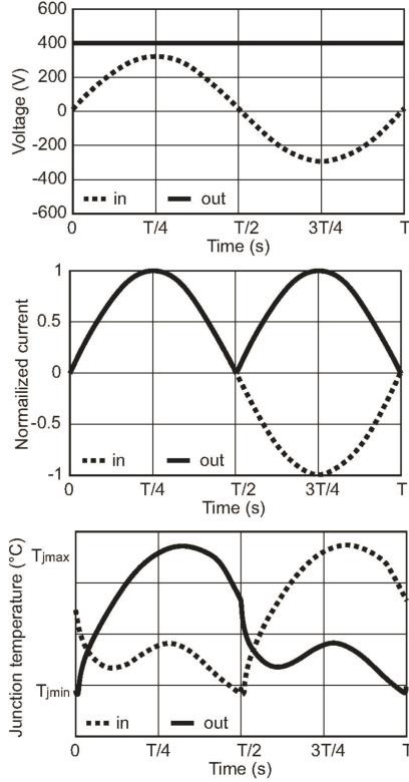 Voltage (V)
600
400
200
0
-200
-400
-600
in out
0 T/4 T/2 3T/4 T
Time (s)
Normailized current
1
0.5
0
-0.5
-1
in out
0 T/4 T/2 3T/4 T
Time (s)
Junction temperature (°C)
Tjmax
Tjmin
in out
0 T/4 T/2 3T/4 T
Time (s)